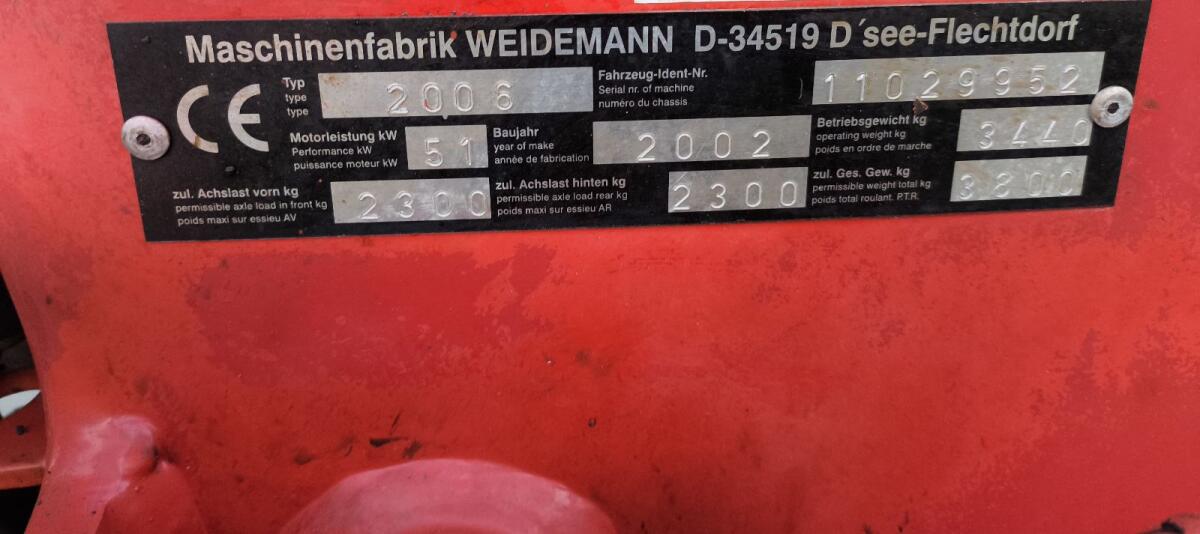 Maschinenfabrik WEIDEMANN D-34519 D´see-Flechtdorf
CE
Typ
type
type
2006
Fahrzeug-Ident-Nr.
Serial nr. of machine
numéro du chassis
11029952
Motorleistung kW
Performance kW
puissance moteur kW
51
Baujahr
year of make
année de fabrication
2002
Betriebsgewicht kg
operating weight kg
poids en ordre de marche
3440
zul. Achslast vorn kg
permissible axle load in front kg
poids maxi sur essieu AV
2300
zul. Achslast hinten kg
permissible axle load rear kg
poids maxi sur essieu AR
2300
zul. Ges. Gew. kg
permissible weight total kg
poids total roulant. P.T.R.
3800